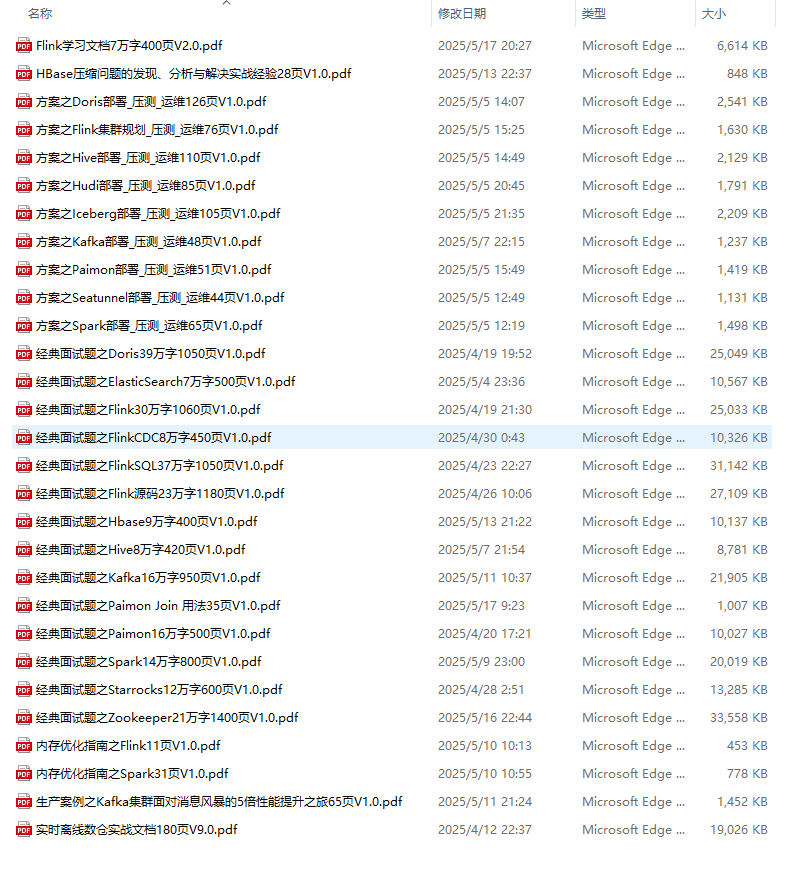 名称 修改日期 类型 大小
Flink学习文档7万字400页V2.0.pdf 2025/5/17 20:27 Microsoft Edge ... 6,614 KB
HBase压缩问题的发现、分析与解决实战经验28页V1.0.pdf 2025/5/13 22:37 Microsoft Edge ... 848 KB
方案之Doris部署_压测_运维126页V1.0.pdf 2025/5/5 14:07 Microsoft Edge ... 2,541 KB
方案之Flink集群规划_压测_运维76页V1.0.pdf 2025/5/5 15:25 Microsoft Edge ... 1,630 KB
方案之Hive部署_压测_运维110页V1.0.pdf 2025/5/5 14:49 Microsoft Edge ... 2,129 KB
方案之Hudi部署_压测_运维85页V1.0.pdf 2025/5/5 20:45 Microsoft Edge ... 1,791 KB
方案之Iceberg部署_压测_运维105页V1.0.pdf 2025/5/5 21:35 Microsoft Edge ... 2,209 KB
方案之Kafka部署_压测_运维48页V1.0.pdf 2025/5/7 22:15 Microsoft Edge ... 1,237 KB
方案之Paimon部署_压测_运维51页V1.0.pdf 2025/5/5 15:49 Microsoft Edge ... 1,419 KB
方案之Seatunnel部署_压测_运维44页V1.0.pdf 2025/5/5 12:49 Microsoft Edge ... 1,131 KB
方案之Spark部署_压测_运维65页V1.0.pdf 2025/5/5 12:19 Microsoft Edge ... 1,498 KB
经典面试题之Doris39万字1050页V1.0.pdf 2025/4/19 19:52 Microsoft Edge ... 25,049 KB
经典面试题之ElasticSearch7万字500页V1.0.pdf 2025/5/4 23:36 Microsoft Edge ... 10,567 KB
经典面试题之Flink30万字1060页V1.0.pdf 2025/4/19 21:30 Microsoft Edge ... 25,033 KB
经典面试题之FlinkCDC8万字450页V1.0.pdf 2025/4/30 0:43 Microsoft Edge ... 10,326 KB
经典面试题之FlinkSQL37万字1050页V1.0.pdf 2025/4/23 22:27 Microsoft Edge ... 31,142 KB
经典面试题之Flink源码23万字1180页V1.0.pdf 2025/4/26 10:06 Microsoft Edge ... 27,109 KB
经典面试题之Hbase9万字400页V1.0.pdf 2025/5/13 21:22 Microsoft Edge ... 10,137 KB
经典面试题之Hive8万字420页V1.0.pdf 2025/5/7 21:54 Microsoft Edge ... 8,781 KB
经典面试题之Kafka16万字950页V1.0.pdf 2025/5/11 10:37 Microsoft Edge ... 21,905 KB
经典面试题之Paimon Join 用法35页V1.0.pdf 2025/5/17 9:23 Microsoft Edge ... 1,007 KB
经典面试题之Paimon16万字500页V1.0.pdf 2025/4/20 17:21 Microsoft Edge ... 10,027 KB
经典面试题之Spark14万字800页V1.0.pdf 2025/5/9 23:00 Microsoft Edge ... 20,019 KB
经典面试题之Starrocks12万字600页V1.0.pdf 2025/4/28 2:51 Microsoft Edge ... 13,285 KB
经典面试题之Zookeeper21万字1400页V1.0.pdf 2025/5/16 22:44 Microsoft Edge ... 33,558 KB
内存优化指南之Flink11页V1.0.pdf 2025/5/10 10:13 Microsoft Edge ... 453 KB
内存优化指南之Spark31页V1.0.pdf 2025/5/10 10:55 Microsoft Edge ... 778 KB
生产案例之Kafka集群面对消息风暴的5倍性能提升之旅65页V1.0.pdf 2025/5/11 21:24 Microsoft Edge ... 1,452 KB
实时离线数仓实战文档180页V9.0.pdf 2025/4/12 22:37 Microsoft Edge ... 19,026 KB